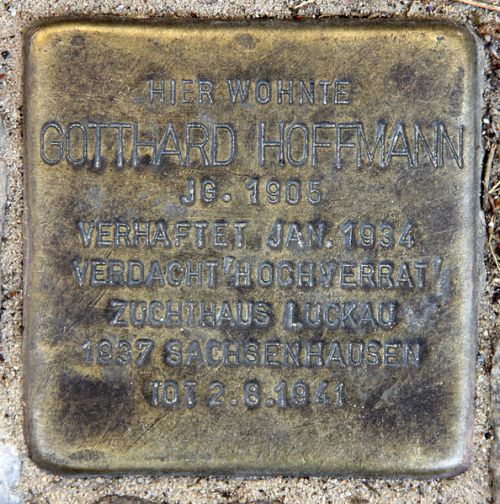 HIER WOHNTE
GOTTHARD HOFFMANN
JG. 1905
VERHAFTET JAN. 1934
VERDACHT 'HOCHVERRAT'
ZUCHTHAUS LUCKAU
1937 SACHSENHAUSEN
TOT 2.8.1941